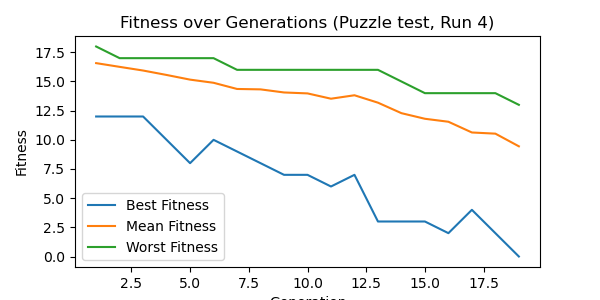 Fitness over Generations (Puzzle test, Run 4)
Fitness
17.5
15.0
12.5
10.0
7.5
5.0
2.5
0.0
Best Fitness
Mean Fitness
Worst Fitness
2.5 5.0 7.5 10.0 12.5 15.0 17.5
Generation